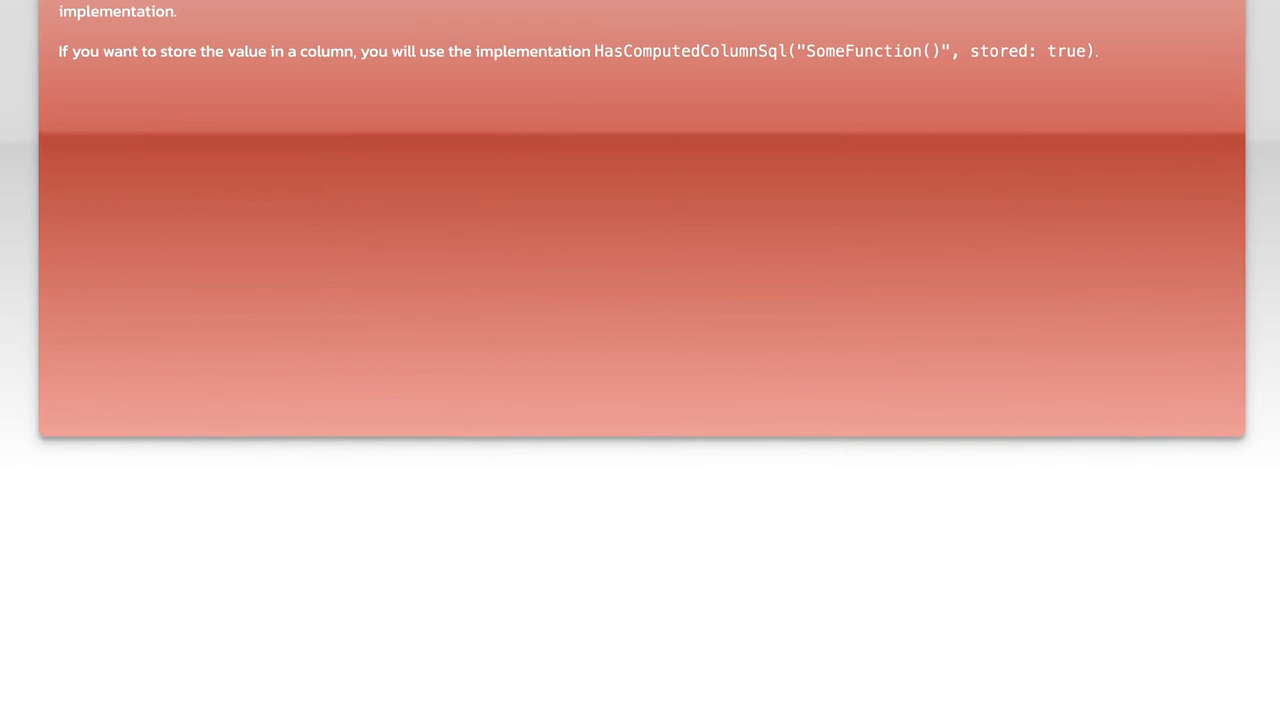 implementation.
If you want to store the value in a column, you will use the implementation HasComputedColumnSql("SomeFunction()", stored: true).